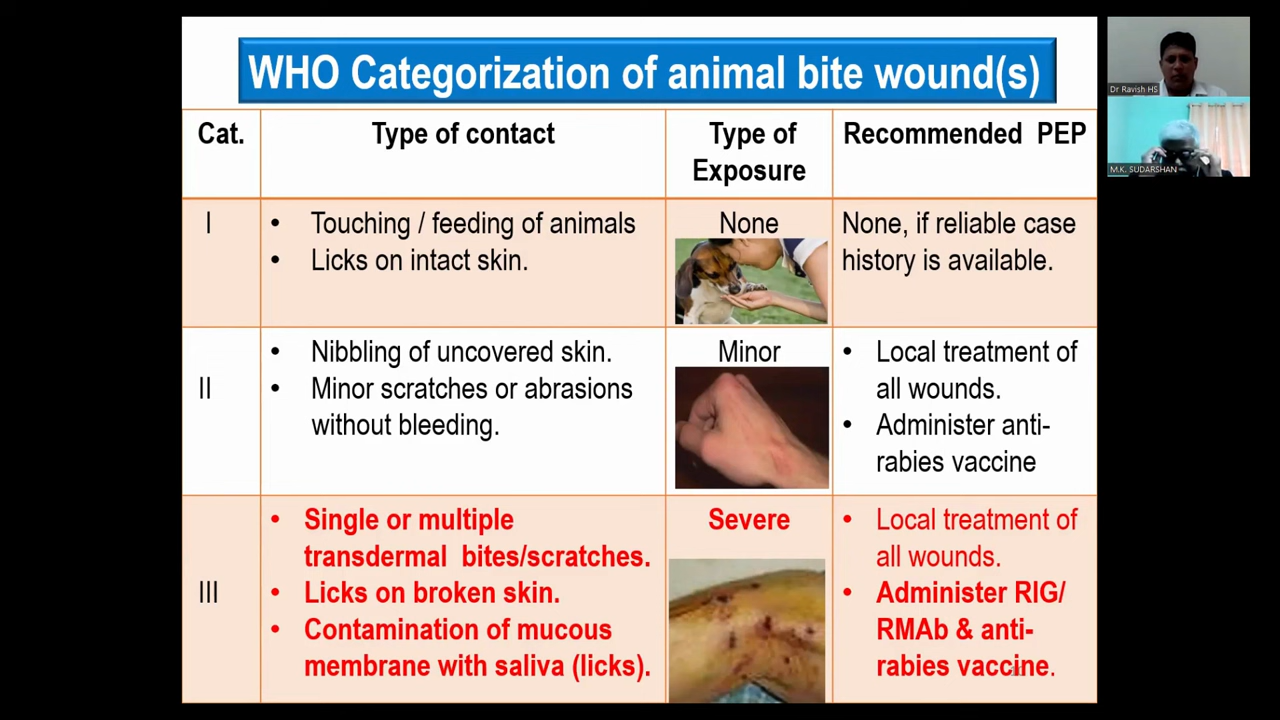 WHO Categorization of animal bite wound(s)
Cat.
Type of contact
Type of
Exposure
Recommended PEP
I
• Touching / feeding of animals
• Licks on intact skin.
None
None, if reliable case
history is available.
II
• Nibbling of uncovered skin.
• Minor scratches or abrasions
without bleeding.
Minor
• Local treatment of
all wounds.
• Administer anti-
rabies vaccine
III
• Single or multiple
transdermal bites/scratches.
• Licks on broken skin.
• Contamination of mucous
membrane with saliva (licks).
Severe
• Local treatment of
all wounds.
• Administer RIG/
RMAb & anti-
rabies vaccine.
Dr Ravish HS
M.K. SUDARSHAN